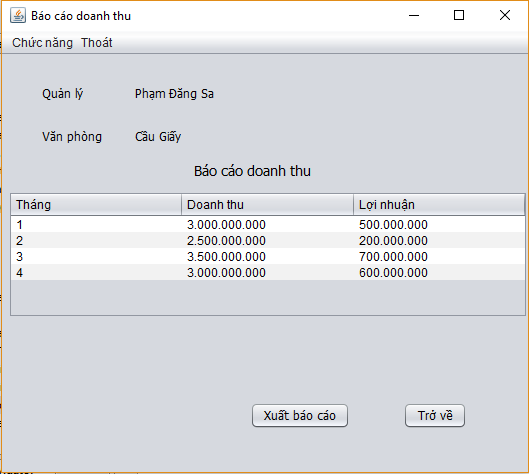 Báo cáo doanh thu
Chức năng Thoát
Quản lý Phạm Đăng Sa
Văn phòng Cầu Giấy
Báo cáo doanh thu
Tháng Doanh thu Lợi nhuận
1 3.000.000.000 500.000.000
2 2.500.000.000 200.000.000
3 3.500.000.000 700.000.000
4 3.000.000.000 600.000.000
Xuất báo cáo Trở về